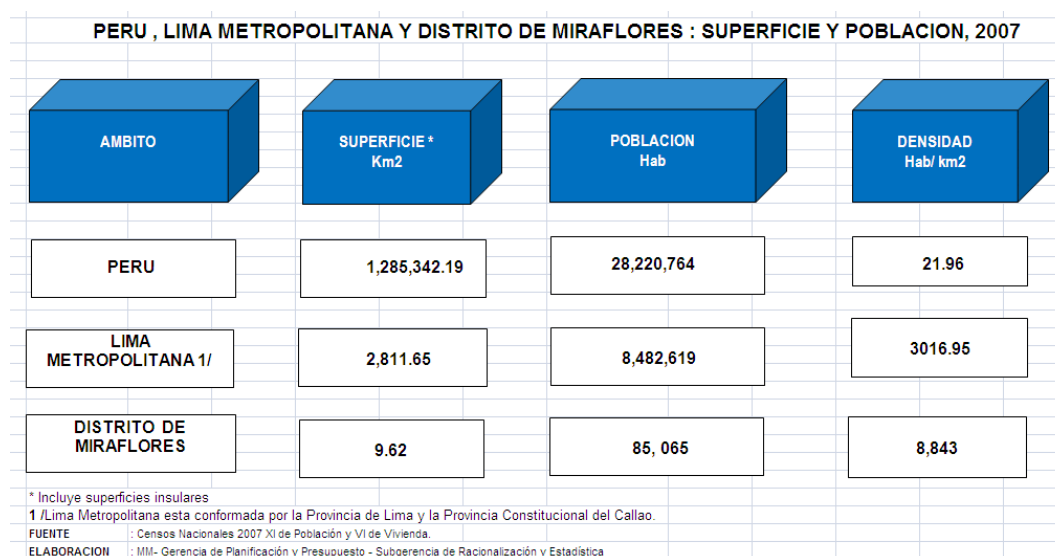 PERU , LIMA METROPOLITANA Y DISTRITO DE MIRAFLORES : SUPERFICIE Y POBLACION, 2007
AMBITO
SUPERFICIE *
Km2
POBLACION
Hab
DENSIDAD
Hab/ km2
PERU
1,285,342.19
28,220,764
21.96
LIMA
METROPOLITANA 1/
2,811.65
8,482,619
3016.95
DISTRITO DE
MIRAFLORES
9.62
85, 065
8,843
* Incluye superficies insulares
1 /Lima Metropolitana esta conformada por la Provincia de Lima y la Provincia Constitucional del Callao.
FUENTE : Censos Nacionales 2007 XI de Población y VI de Vivienda.
ELABORACION : MM- Gerencia de Planificación y Presupuesto - Subgerencia de Racionalización y Estadística